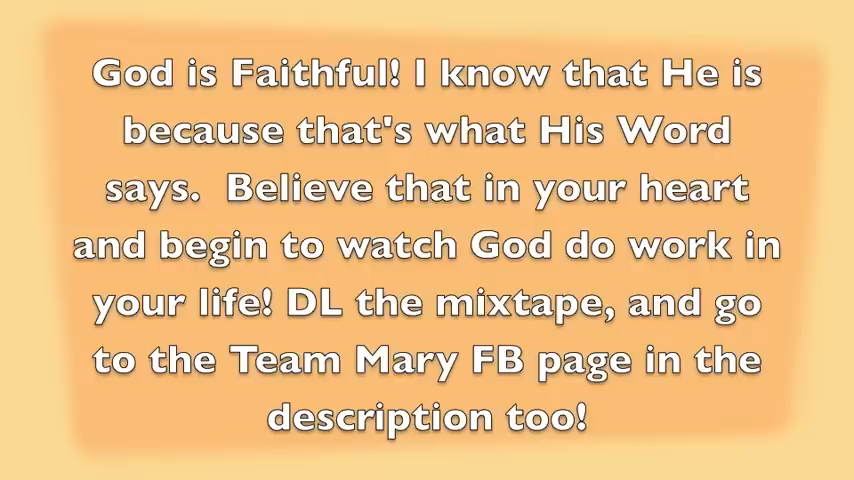 God is Faithful! I know that He is
because that's what His Word
says.  Believe that in your heart
and begin to watch God do work in
your life! DL the mixtape, and go
to the Team Mary FB page in the
description too!